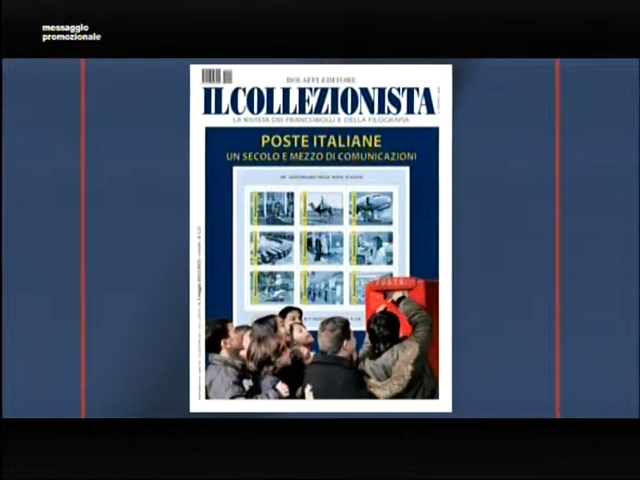 messaggio
promozionale
BOLAFFI EDITORE
IL COLLEZIONISTA
LA RIVISTA DEI FRANCOBOLLI E DELLA FILOGRAFIA
POSTE ITALIANE
UN SECOLO E MEZZO DI COMUNICAZIONI
POSTE